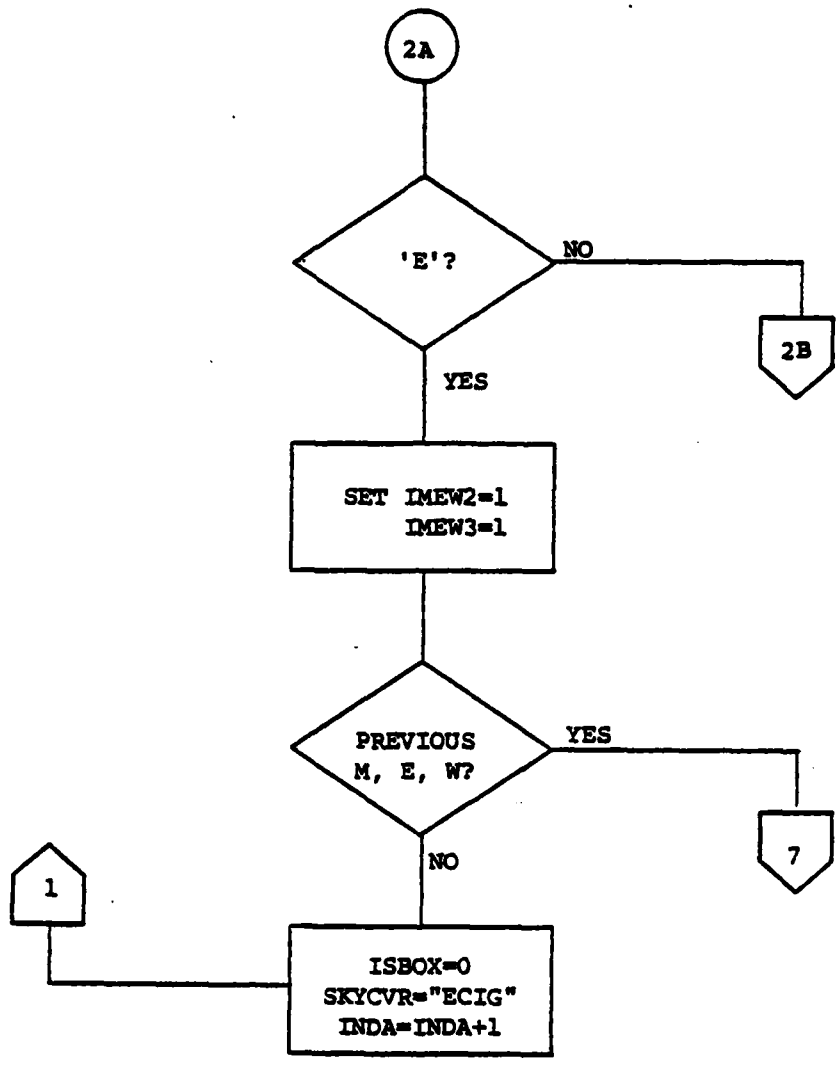 2A
'E'?
NO
2B
YES
SET IMEW2=1
IMEW3=1
PREVIOUS
M, E, W?
YES
7
NO
1
ISBOX=0
SKYCVR="ECIG"
INDA=INDA+1